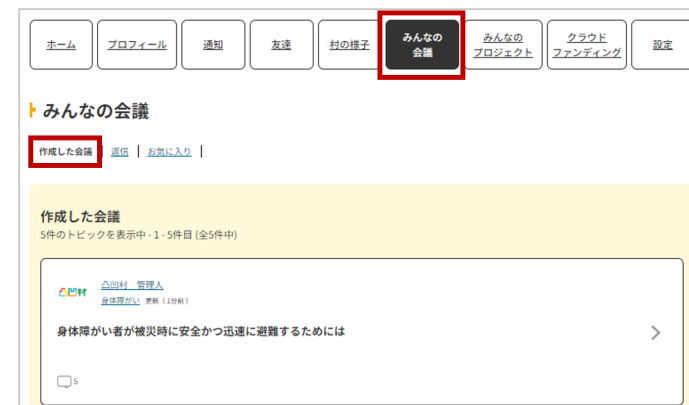 ホーム
プロフィール
通知
友達
村の様子
みんなの
会議
みんなの
プロジェクト
クラウド
ファンディング
設定
みんなの会議
作成した会議
返信
お気に入り
作成した会議
5件のトピックを表示中 - 1 - 5件目 (全5件中)
凸凹村
凸凹村 管理人
身体障がい 更新（1分前）
身体障がい者が被災時に安全かつ迅速に避難するためには
5